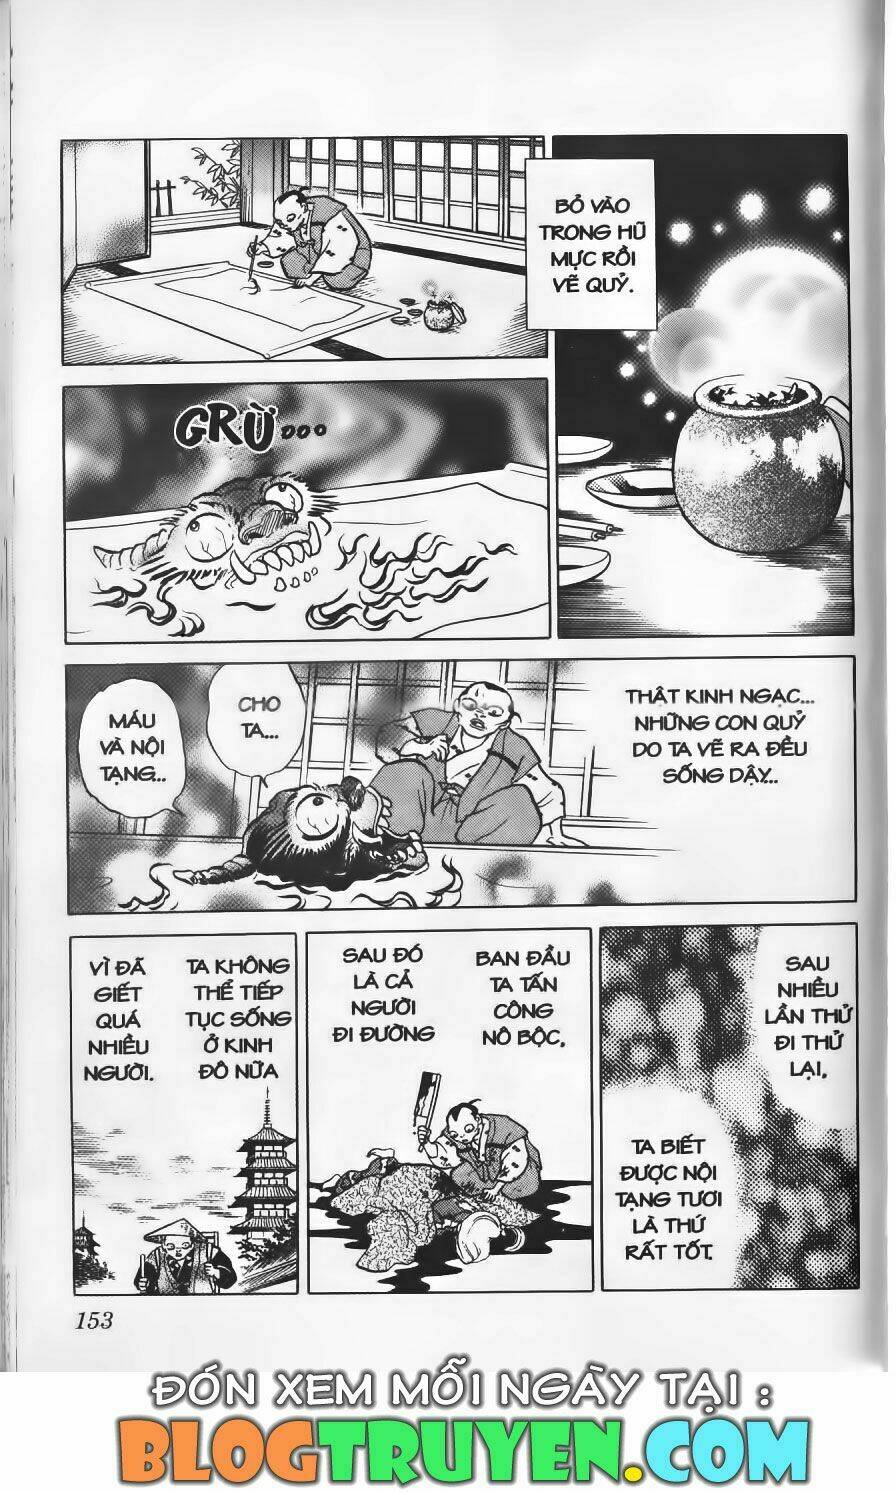 BỎ VÀO
TRONG HŨ
MỰC RỒI
VẼ QUỶ.
GRỪ...
THẬT KINH NGẠC...
NHỮNG CON QUỶ
DO TA VẼ RA ĐỀU
SỐNG DẬY...
CHO
TA...
MÁU
VÀ NỘI
TẠNG...
SAU
NHIỀU
LẦN THỬ
ĐI THỬ
LẠI,
TA BIẾT
ĐƯỢC NỘI
TẠNG TƯƠI
LÀ THỨ
RẤT TỐT.
BAN ĐẦU
TA TẤN
CÔNG
NÔ BỘC,
SAU ĐÓ
LÀ CẢ
NGƯỜI
ĐI ĐƯỜNG
TA KHÔNG
THỂ TIẾP
TỤC SỐNG
Ở KINH
ĐÔ NỮA
VÌ ĐÃ
GIẾT
QUÁ
NHIỀU
NGƯỜI.
153
ĐÓN XEM MỖI NGÀY TẠI :
BLOGTRUYEN.COM